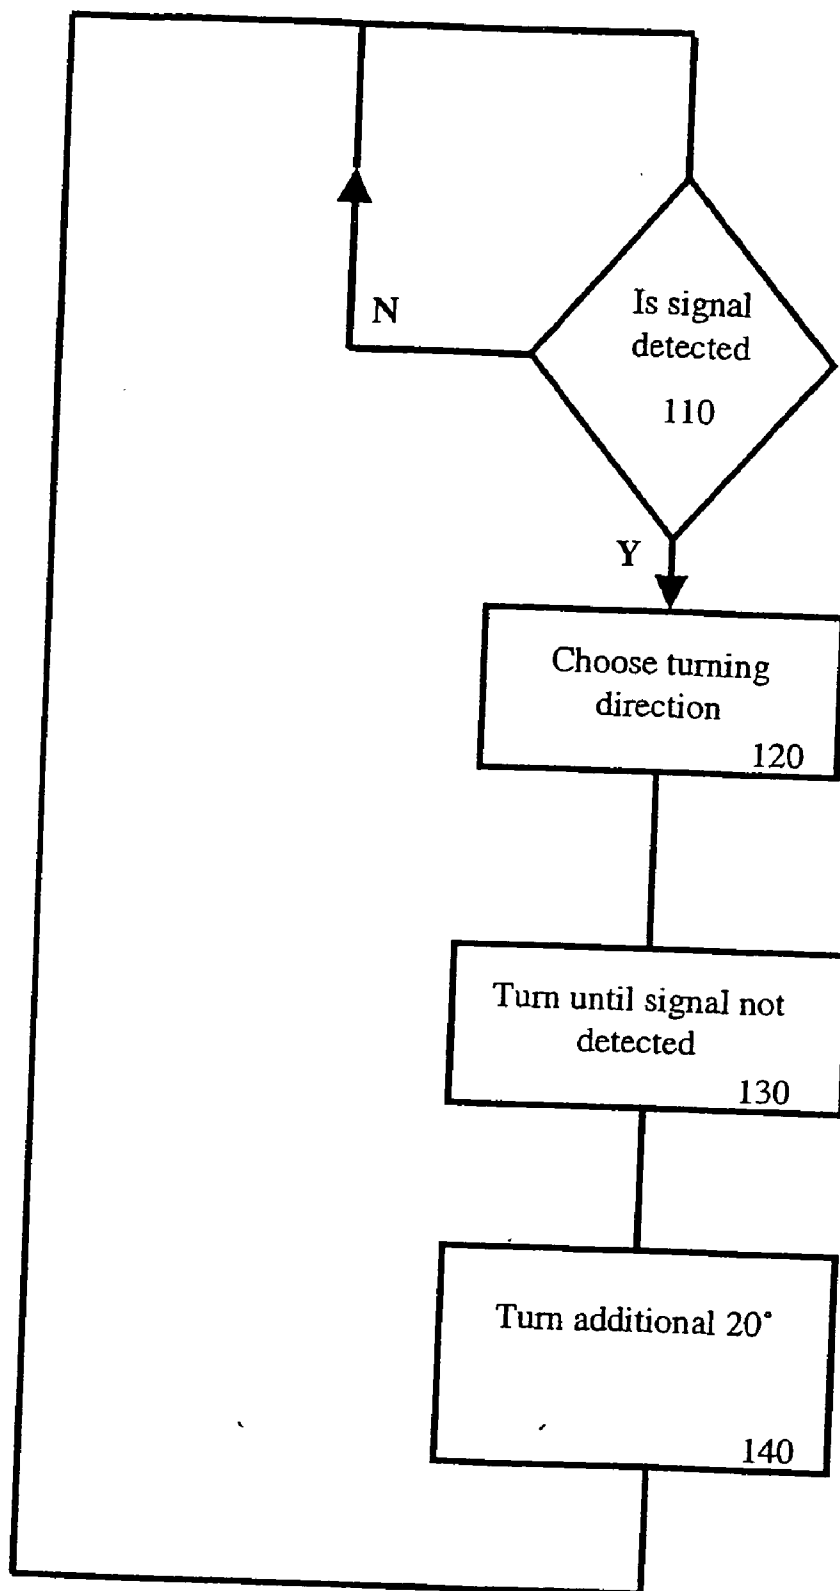 Is signal
detected
110
N
Y
Choose turning
direction
120
Turn until signal not
detected
130
Turn additional 20°
140